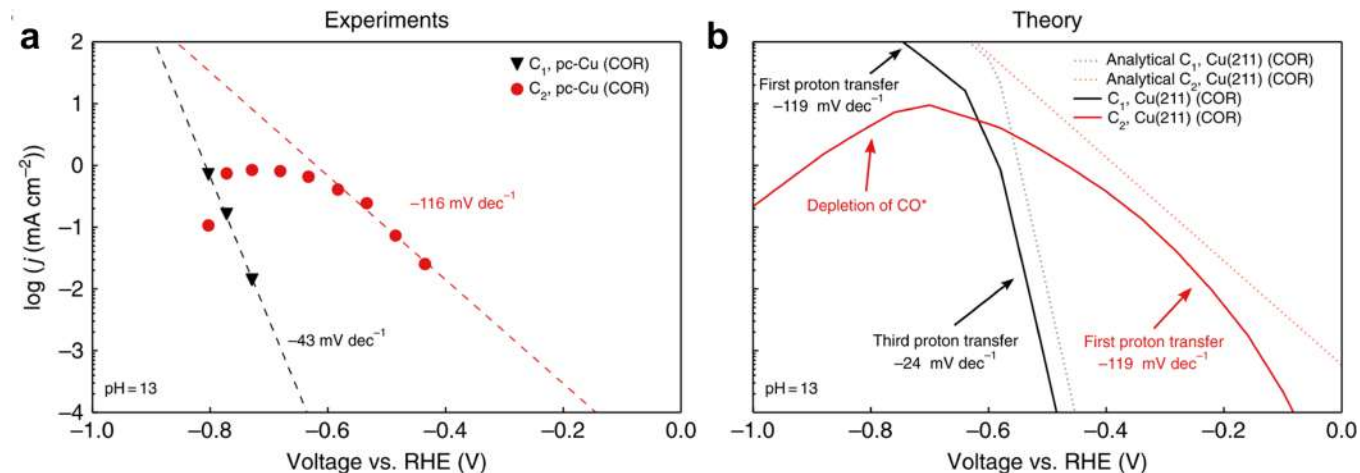 Experiments
a
2
1
0
−1
−2
−3
−4
log (j (mA cm⁻²)
C₁, pc-Cu (COR)
C₂, pc-Cu (COR)
−116 mV dec⁻¹
−43 mV dec⁻¹
pH = 13
−1.0 −0.8 −0.6 −0.4 −0.2 0.0
Voltage vs. RHE (V)
Theory
b
First proton transfer
−119 mV dec⁻¹
Analytical C₁, Cu(211) (COR)
Analytical C₂, Cu(211) (COR)
C₁, Cu(211) (COR)
C₂, Cu(211) (COR)
Depletion of CO*
Third proton transfer
−24 mV dec⁻¹
First proton transfer
−119 mV dec⁻¹
pH = 13
−1.0 −0.8 −0.6 −0.4 −0.2 0.0
Voltage vs. RHE (V)